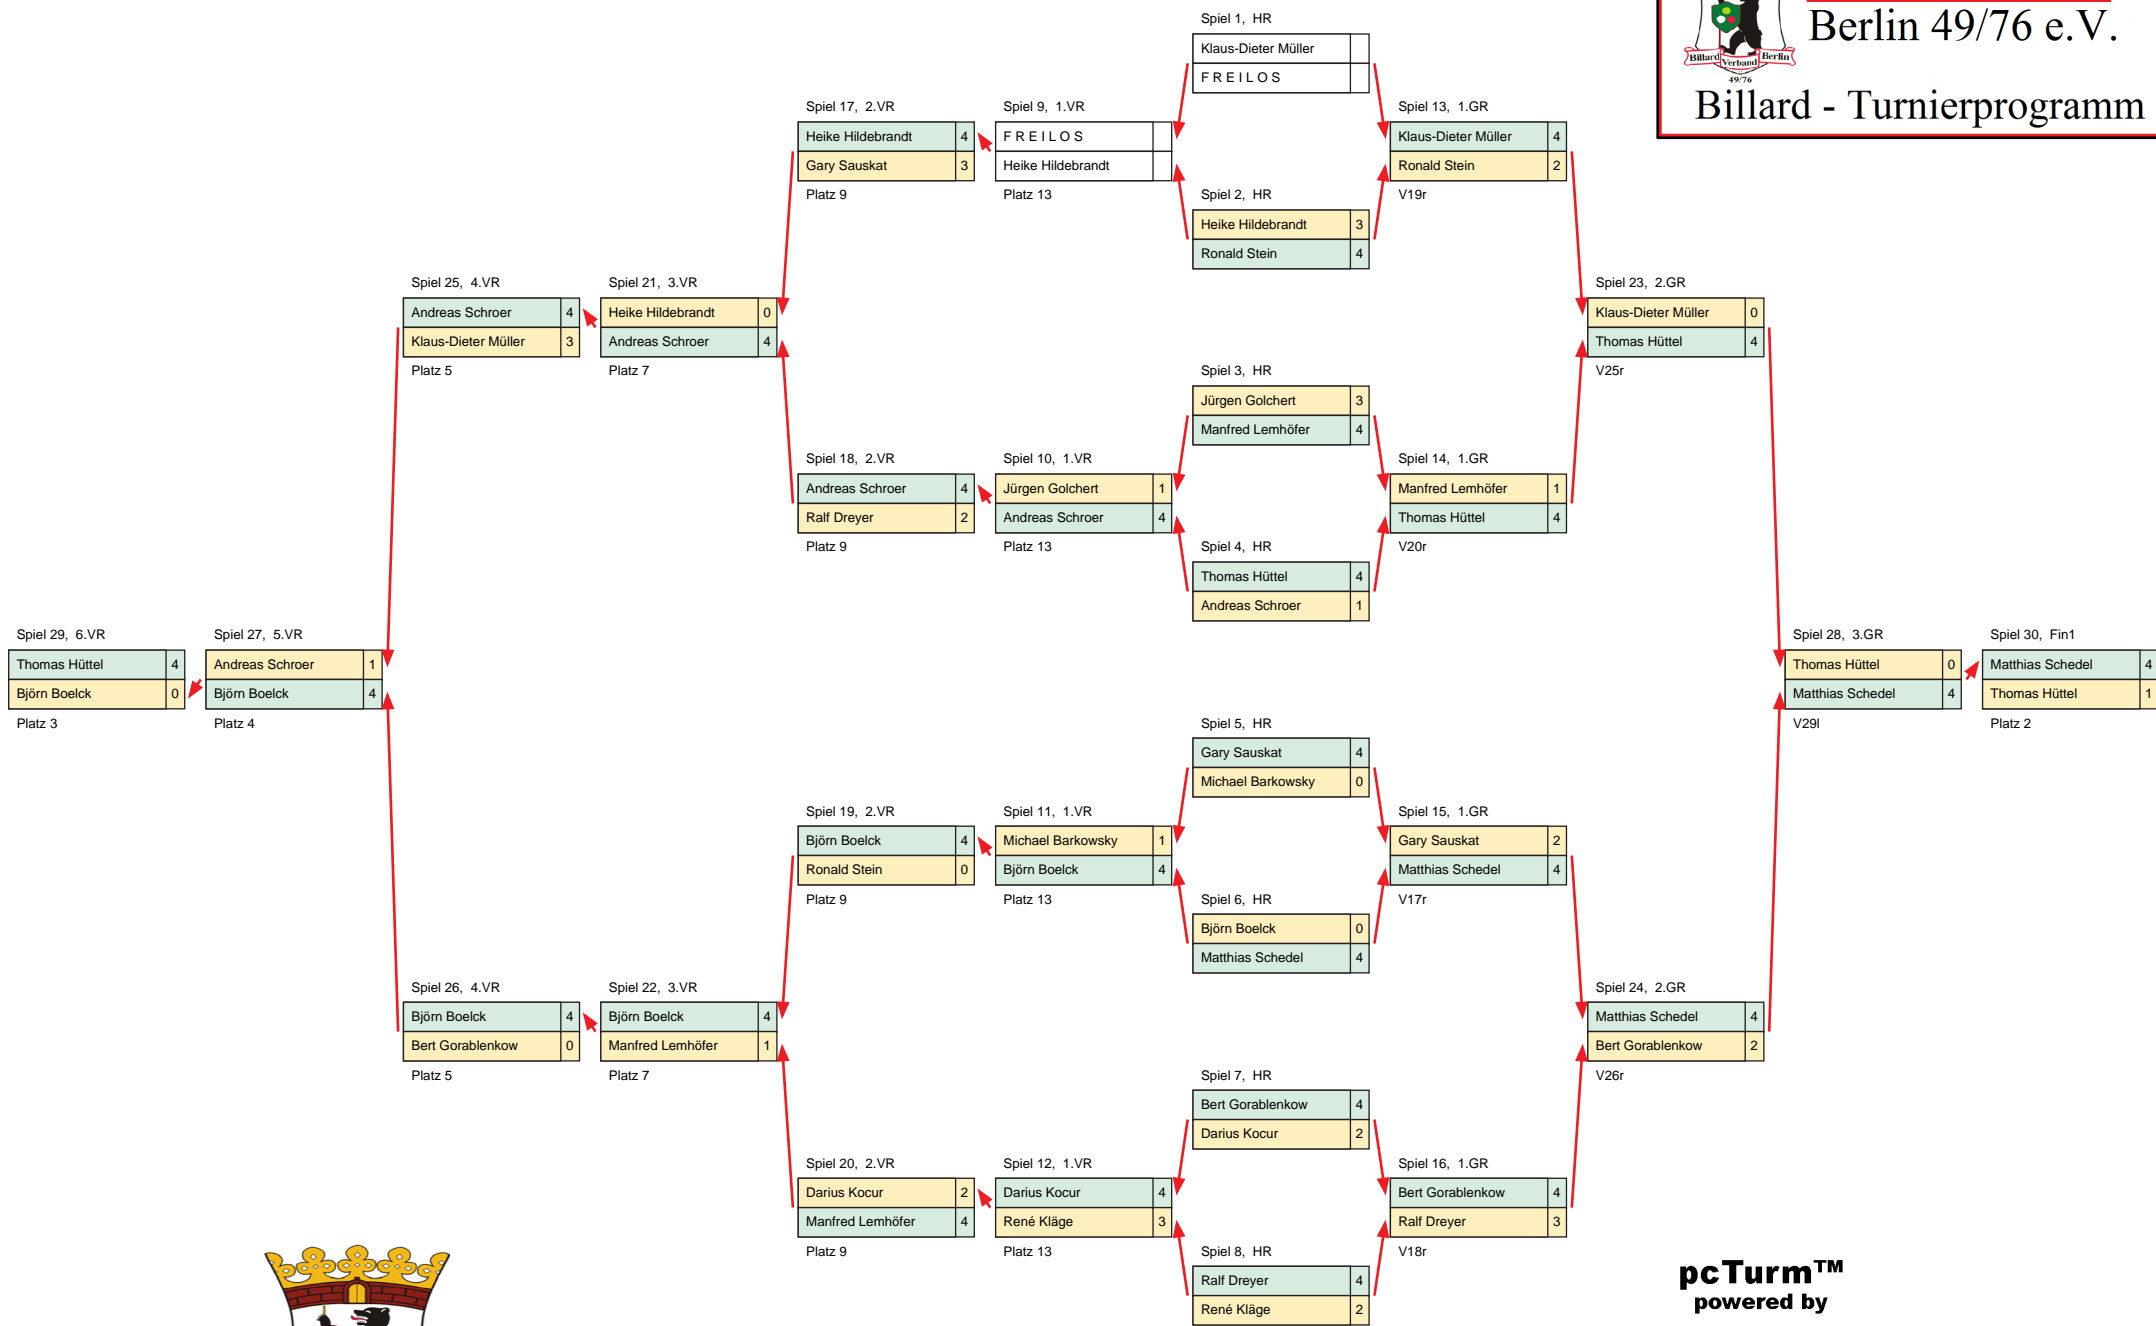 Spiel 1, HR
Klaus-Dieter Müller
F R E I L O S
Berlin 49/76 e.V.
Billard Verband Berlin
49/76
Billard - Turnierprogramm
Spiel 17, 2.VR
Heike Hildebrandt 4
Gary Sauskat 3
Platz 9
Spiel 9, 1.VR
F R E I L O S
Heike Hildebrandt
Platz 13
Spiel 13, 1.GR
Klaus-Dieter Müller 4
Ronald Stein 2
V19r
Spiel 2, HR
Heike Hildebrandt 3
Ronald Stein 4
Spiel 25, 4.VR
Andreas Schroer 4
Klaus-Dieter Müller 3
Platz 5
Spiel 21, 3.VR
Heike Hildebrandt 0
Andreas Schroer 4
Platz 7
Spiel 23, 2.GR
Klaus-Dieter Müller 0
Thomas Hüttel 4
V25r
Spiel 3, HR
Jürgen Golchert 3
Manfred Lemhöfer 4
Spiel 18, 2.VR
Andreas Schroer 4
Ralf Dreyer 2
Platz 9
Spiel 10, 1.VR
Jürgen Golchert 1
Andreas Schroer 4
Platz 13
Spiel 14, 1.GR
Manfred Lemhöfer 1
Thomas Hüttel 4
V20r
Spiel 4, HR
Thomas Hüttel 4
Andreas Schroer 1
Spiel 29, 6.VR
Thomas Hüttel 4
Björn Boelck 0
Platz 3
Spiel 27, 5.VR
Andreas Schroer 1
Björn Boelck 4
Platz 4
Spiel 28, 3.GR
Thomas Hüttel 0
Matthias Schedel 4
V29l
Spiel 30, Fin1
Matthias Schedel 4
Thomas Hüttel 1
Platz 2
Spiel 5, HR
Gary Sauskat 4
Michael Barkowsky 0
Spiel 19, 2.VR
Björn Boelck 4
Ronald Stein 0
Platz 9
Spiel 11, 1.VR
Michael Barkowsky 1
Björn Boelck 4
Platz 13
Spiel 15, 1.GR
Gary Sauskat 2
Matthias Schedel 4
V17r
Spiel 6, HR
Björn Boelck 0
Matthias Schedel 4
Spiel 26, 4.VR
Björn Boelck 4
Bert Gorablenkow 0
Platz 5
Spiel 22, 3.VR
Björn Boelck 4
Manfred Lemhöfer 1
Platz 7
Spiel 24, 2.GR
Matthias Schedel 4
Bert Gorablenkow 2
V26r
Spiel 7, HR
Bert Gorablenkow 4
Darius Kocur 2
Spiel 20, 2.VR
Darius Kocur 2
Manfred Lemhöfer 4
Platz 9
Spiel 12, 1.VR
Darius Kocur 4
René Kläge 3
Platz 13
Spiel 16, 1.GR
Bert Gorablenkow 4
Ralf Dreyer 3
V18r
Spiel 8, HR
Ralf Dreyer 4
René Kläge 2
pcTurm™
powered by